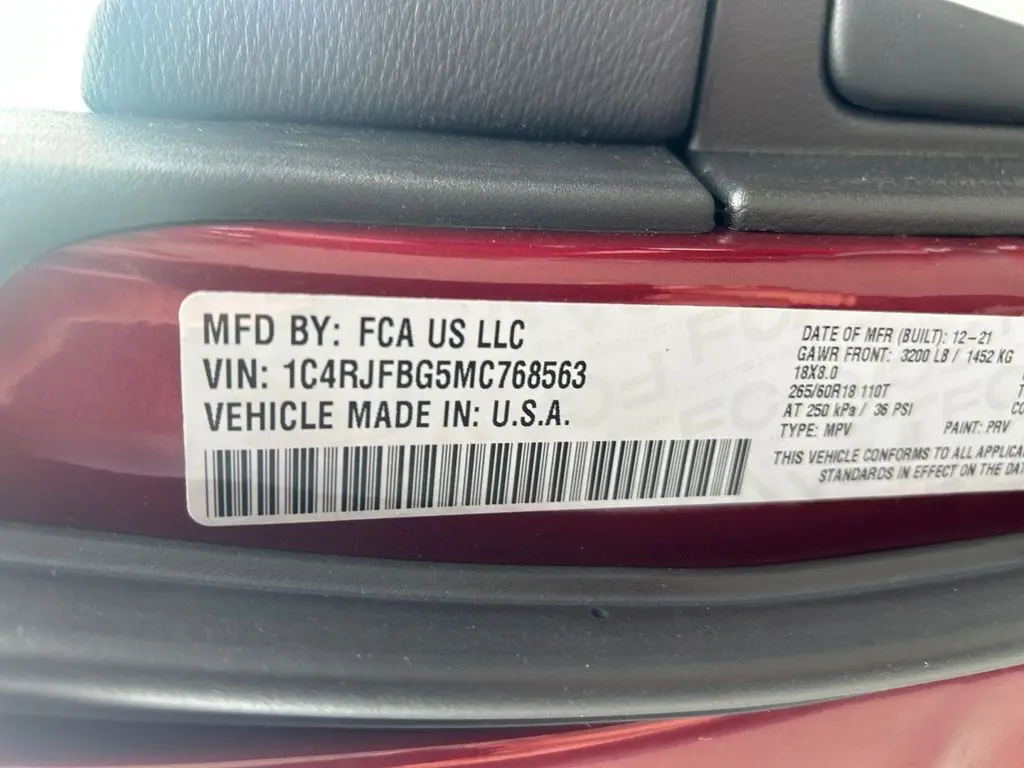 MFD BY: FCA US LLC
VIN: 1C4RJFBG5MC768563
VEHICLE MADE IN: U.S.A.
DATE OF MFR (BUILT): 12-21
GAWR FRONT: 3200 LB / 1452 KG
18X8.0
265/60R18 110T
AT 250 kPa / 36 PSI
TYPE: MPV PAINT: PRV
THIS VEHICLE CONFORMS TO ALL
STANDARDS IN EFFECT ON THE